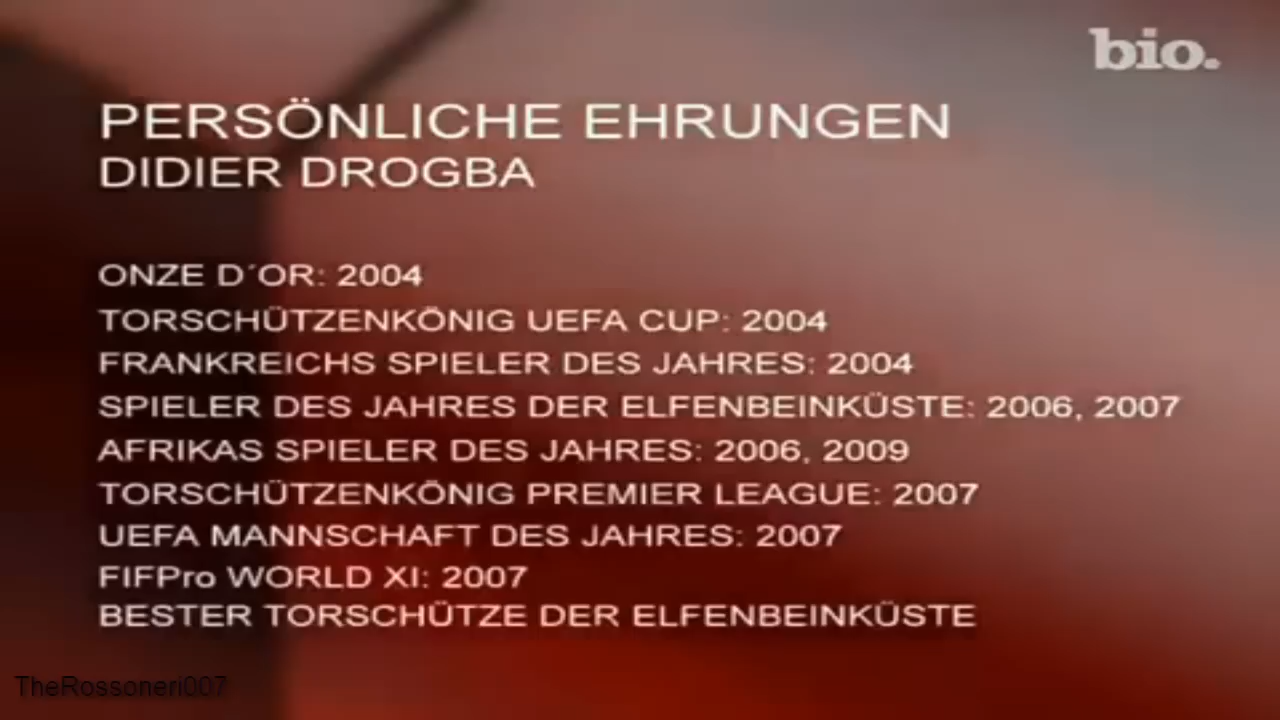 bio.
PERSÖNLICHE EHRUNGEN
DIDIER DROGBA
ONZE D´OR: 2004
TORSCHÜTZENKÖNIG UEFA CUP: 2004
FRANKREICHS SPIELER DES JAHRES: 2004
SPIELER DES JAHRES DER ELFENBEINKÜSTE: 2006, 2007
AFRIKAS SPIELER DES JAHRES: 2006, 2009
TORSCHÜTZENKÖNIG PREMIER LEAGUE: 2007
UEFA MANNSCHAFT DES JAHRES: 2007
FIFPro WORLD XI: 2007
BESTER TORSCHÜTZE DER ELFENBEINKÜSTE
TheRossoneri007